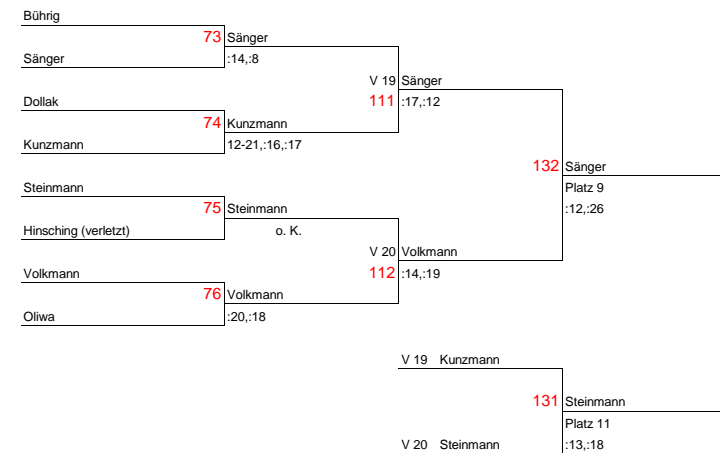 Bührig
73 Sänger
Sänger :14,:8
V 19 Sänger
Dollak 111 :17,:12
74 Kunzmann
Kunzmann 12-21,:16,:17
132 Sänger
Steinmann Platz 9
75 Steinmann :12,:26
Hinsching (verletzt) o. K.
V 20 Volkmann
Volkmann 112 :14,:19
76 Volkmann
Oliwa :20,:18
V 19 Kunzmann
131 Steinmann
Platz 11
V 20 Steinmann :13,:18